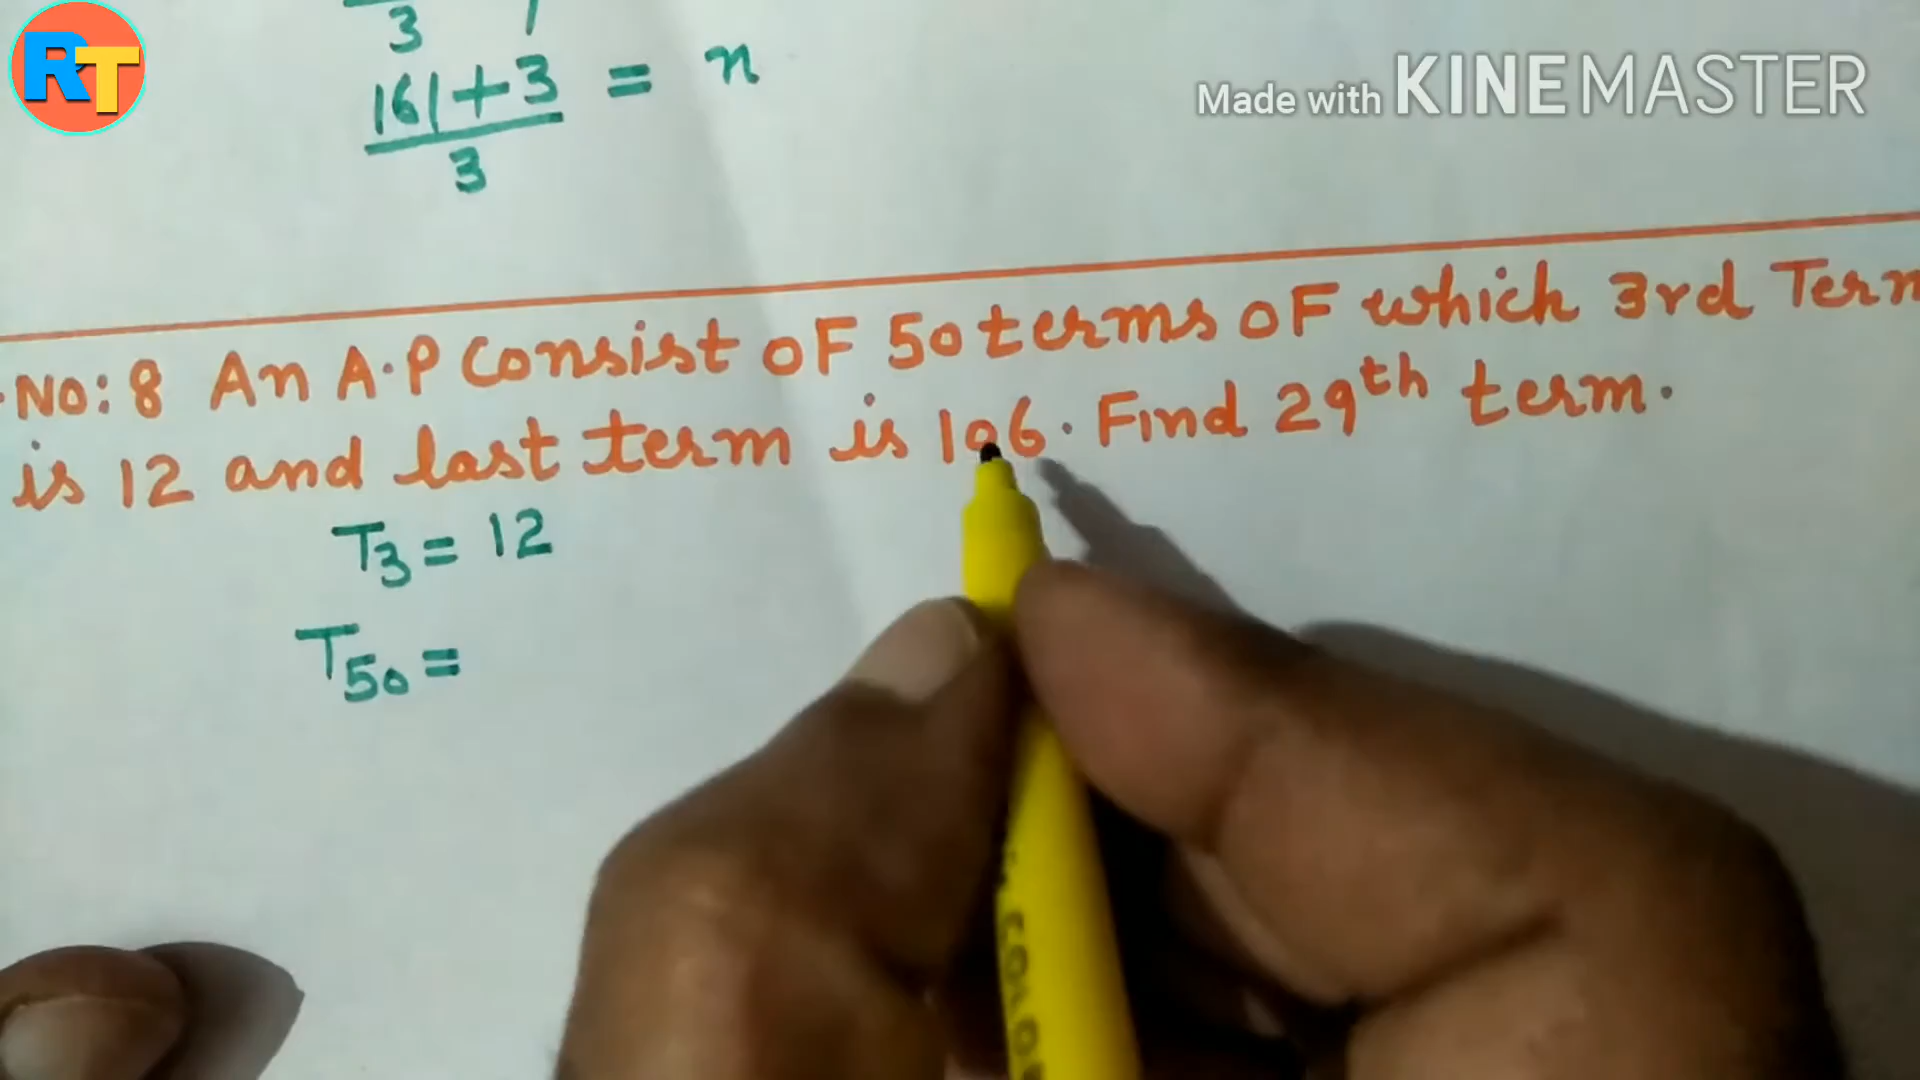 RT
Made with KINEMASTER
3
161+3 = n
3
No: 8 An A.P Consist OF 50 terms OF which 3rd Term
is 12 and last term is 106. Find 29th term.
T3 = 12
T50 =
COLOR